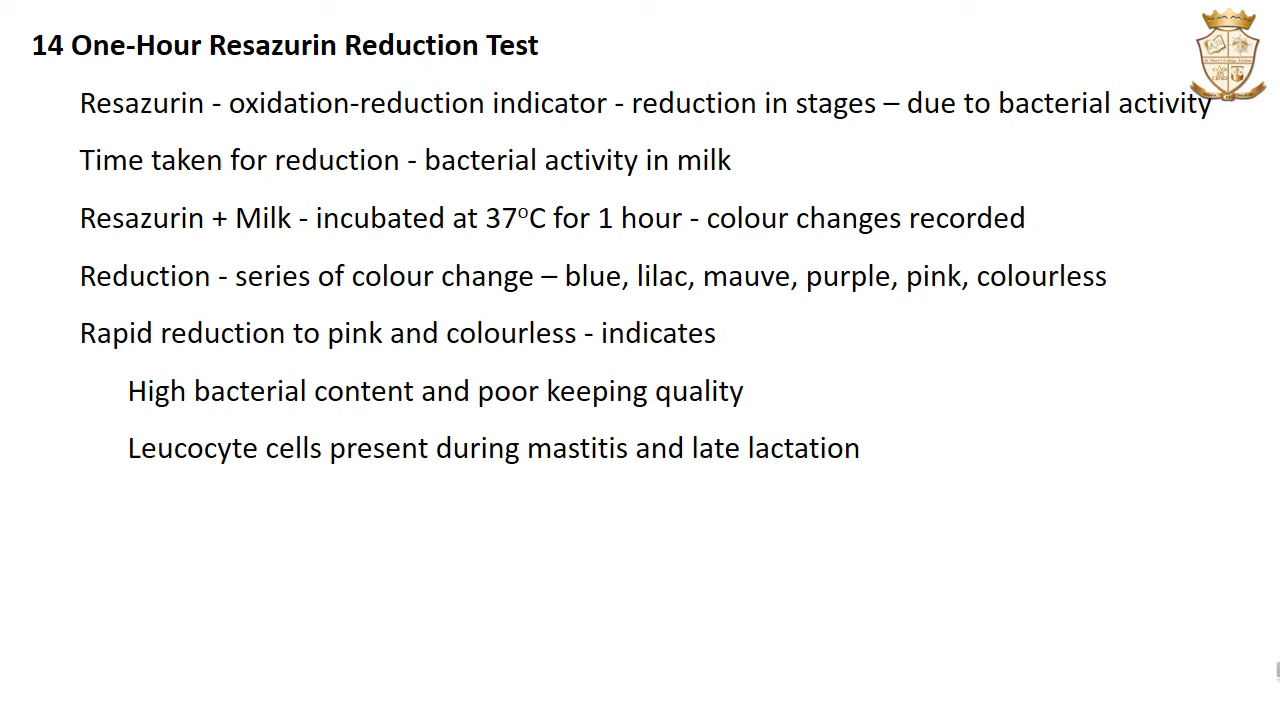 14 One-Hour Resazurin Reduction Test
Resazurin - oxidation-reduction indicator - reduction in stages – due to bacterial activity
Time taken for reduction - bacterial activity in milk
Resazurin + Milk - incubated at 37ᴼC for 1 hour - colour changes recorded
Reduction - series of colour change – blue, lilac, mauve, purple, pink, colourless
Rapid reduction to pink and colourless - indicates
High bacterial content and poor keeping quality
Leucocyte cells present during mastitis and late lactation